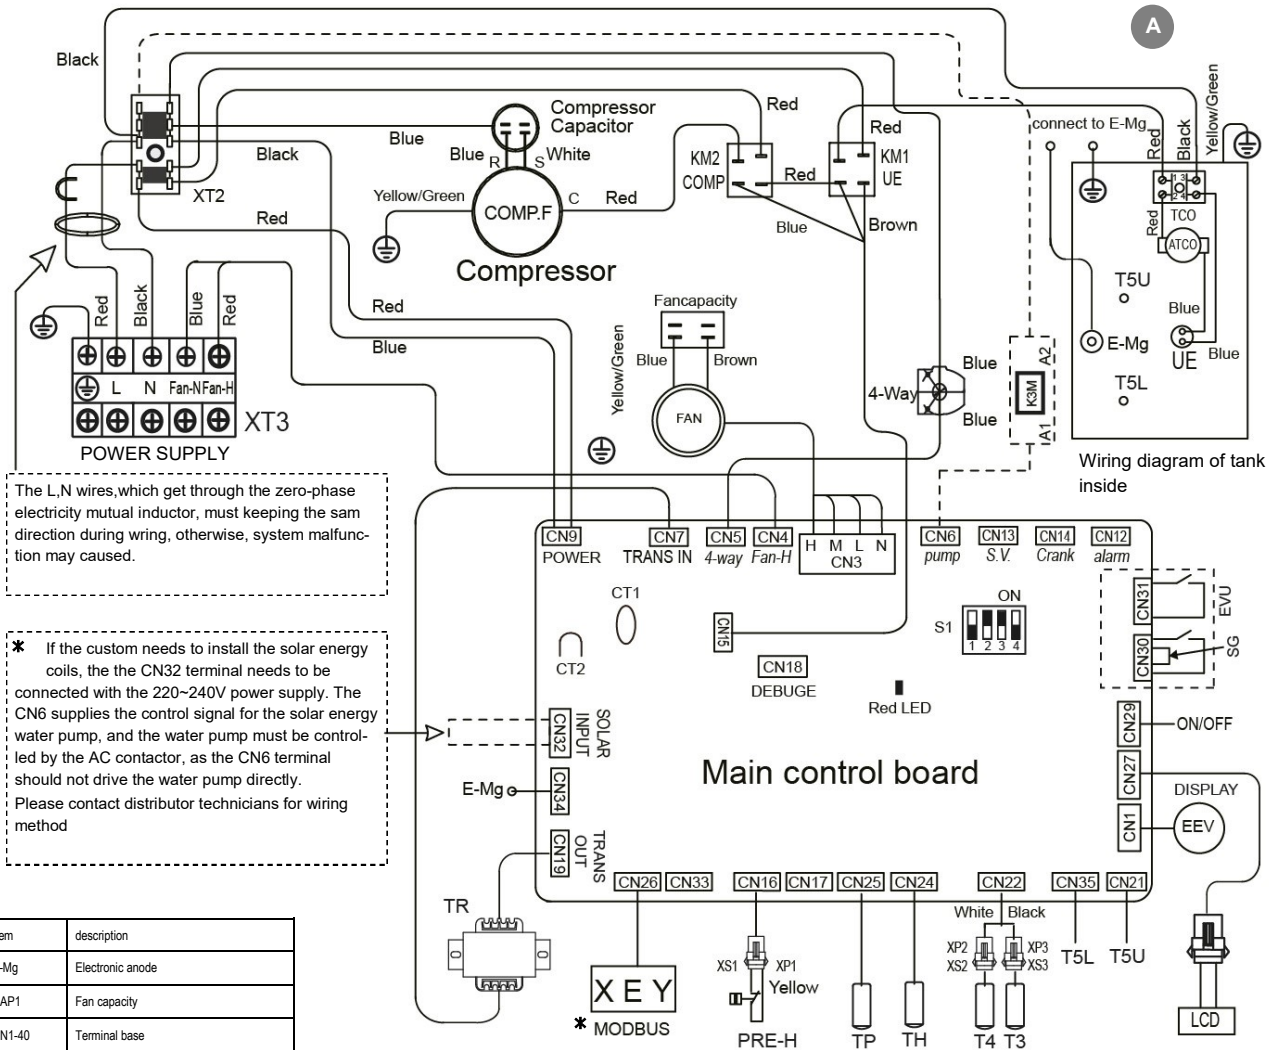 A
Black
Yellow/Green
Compressor
Capacitor
Red
connect to E-Mg
Red
Black
Blue
Red
KM2
COMP
KM1
UE
Black
Blue
White
R
S
Yellow/Green
COMP.F
C
Red
Red
XT2
Red
Blue
Brown
Compressor
1 3
2 4
TCO
Red
ATCO
T5U
Blue
E-Mg
UE
Blue
T5L
Red
Black
Blue
Red
Red
Blue
Fancapacity
Yellow/Green
Blue
Brown
FAN
4-Way
Blue
Blue
A2
K3M
A1
L
N
Fan-N
Fan-H
XT3
POWER SUPPLY
Wiring diagram of tank
inside
The L,N wires,which get through the zero-phase
electricity mutual inductor, must keeping the sam
direction during wring, otherwise, system malfunc-
tion may caused.
CN9
POWER
CN7
TRANS IN
CN5
4-way
CN4
Fan-H
H M L N
CN3
CN6
pump
CN13
S.V.
CN14
Crank
CN12
alarm
CT1
CT2
CN15
CN18
DEBUGE
ON
S1
1 2 3 4
Red LED
CN31
EVU
CN30
SG
* If the custom needs to install the solar energy
coils, the the CN32 terminal needs to be
connected with the 220~240V power supply. The
CN6 supplies the control signal for the solar energy
water pump, and the water pump must be control-
led by the AC contactor, as the CN6 terminal
should not drive the water pump directly.
Please contact distributor technicians for wiring
method
CN32
SOLAR
INPUT
E-Mg
CN34
CN19
TRANS
OUT
Main control board
CN29
ON/OFF
CN27
DISPLAY
CN1
EEV
CN26
CN33
CN16
CN17
CN25
CN24
CN22
CN35
CN21
TR
White
Black
XS1
XP1
Yellow
XP2
XS2
XP3
XS3
T5L
T5U
X E Y
* MODBUS
PRE-H
TP
TH
T4
T3
LCD
em description
-Mg Electronic anode
AP1 Fan capacity
N1-40 Terminal base